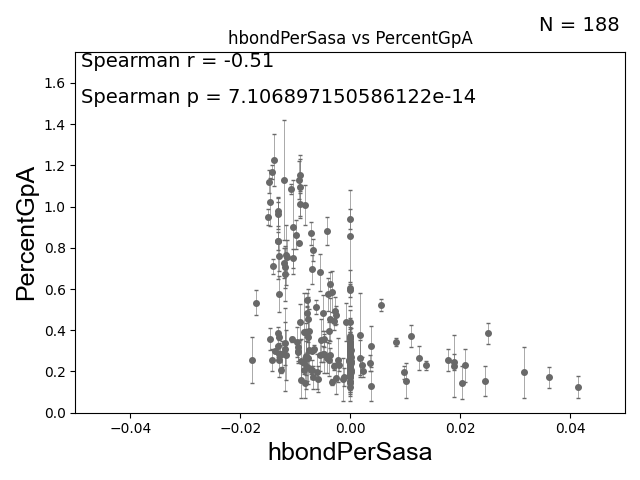 N = 188
hbondPerSasa vs PercentGpA
Spearman r = -0.51
Spearman p = 7.106897150586122e-14
PercentGpA
1.6
1.4
1.2
1.0
0.8
0.6
0.4
0.2
0.0
−0.04 −0.02 0.00 0.02 0.04
hbondPerSasa